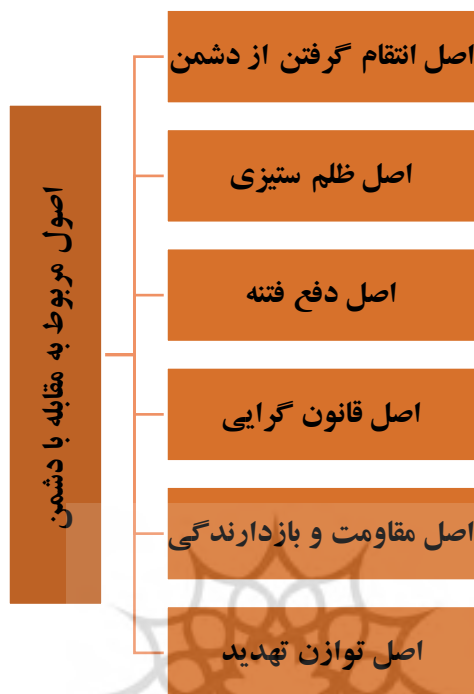 اصول مربوط به مقابله با دشمن
اصل انتقام گرفتن از دشمن
اصل ظلم ستیزی
اصل دفع فتنه
اصل قانون گرایی
اصل مقاومت و بازدارندگی
اصل توازن تهدید